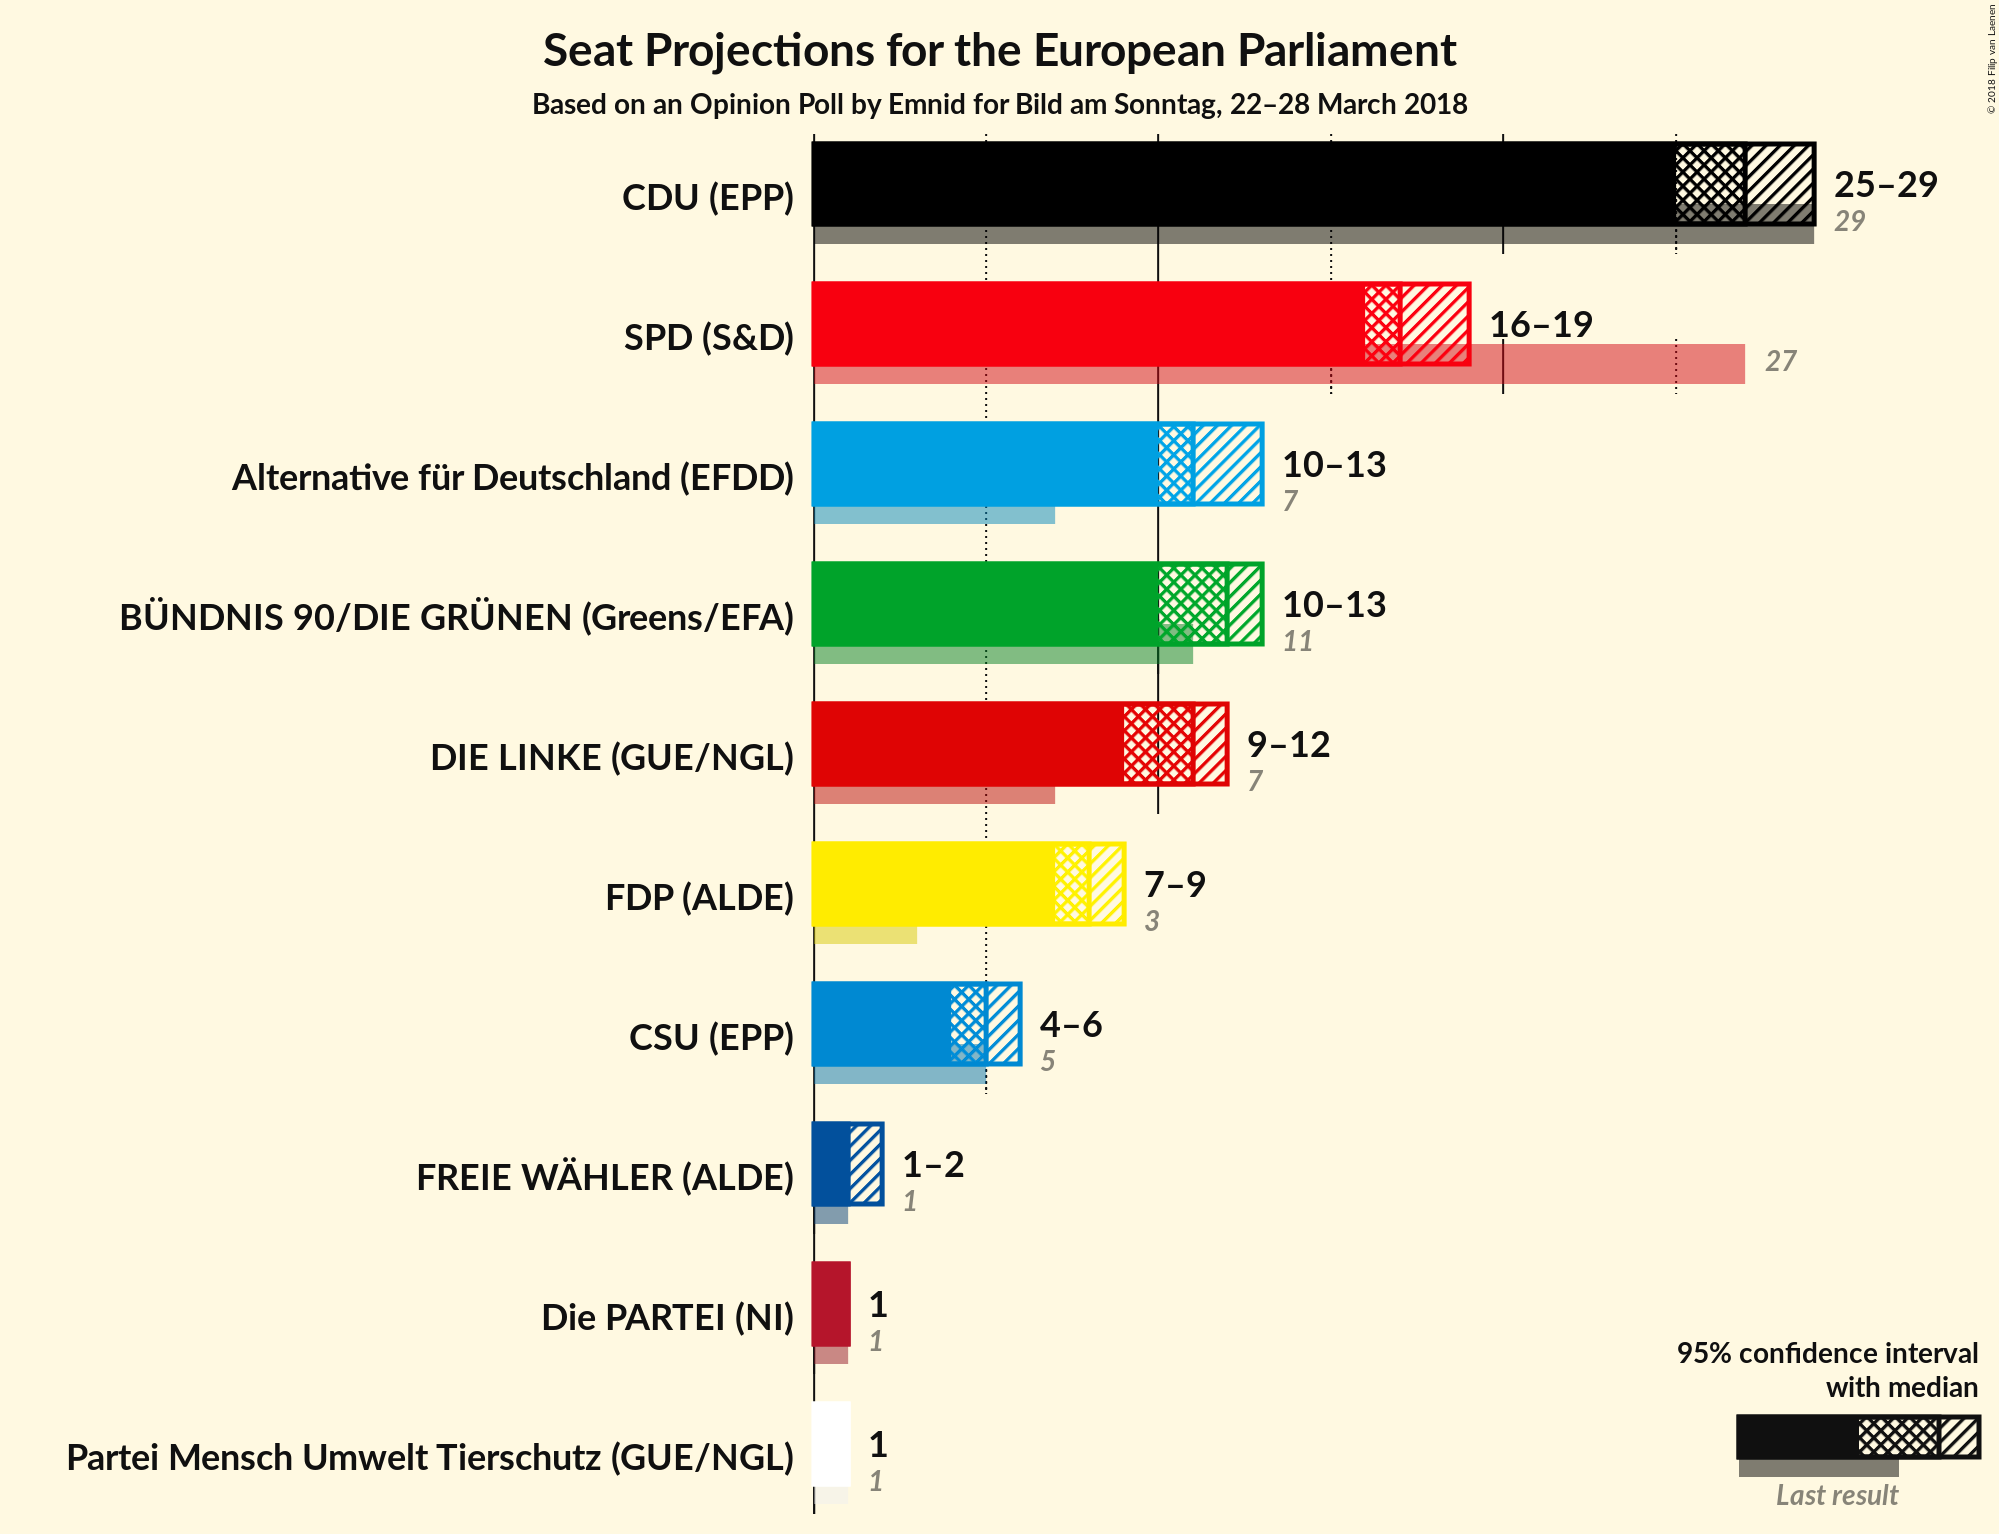 Seat Projections for the European Parliament
Based on an Opinion Poll by Emnid for Bild am Sonntag, 22–28 March 2018
© 2018 Filip van Laenen
CDU (EPP)
25–29
29
SPD (S&D)
16–19
27
Alternative für Deutschland (EFDD)
10–13
7
BÜNDNIS 90/DIE GRÜNEN (Greens/EFA)
10–13
11
DIE LINKE (GUE/NGL)
9–12
7
FDP (ALDE)
7–9
3
CSU (EPP)
4–6
5
FREIE WÄHLER (ALDE)
1–2
1
Die PARTEI (NI)
1
1
Partei Mensch Umwelt Tierschutz (GUE/NGL)
1
1
95% confidence interval
with median
Last result